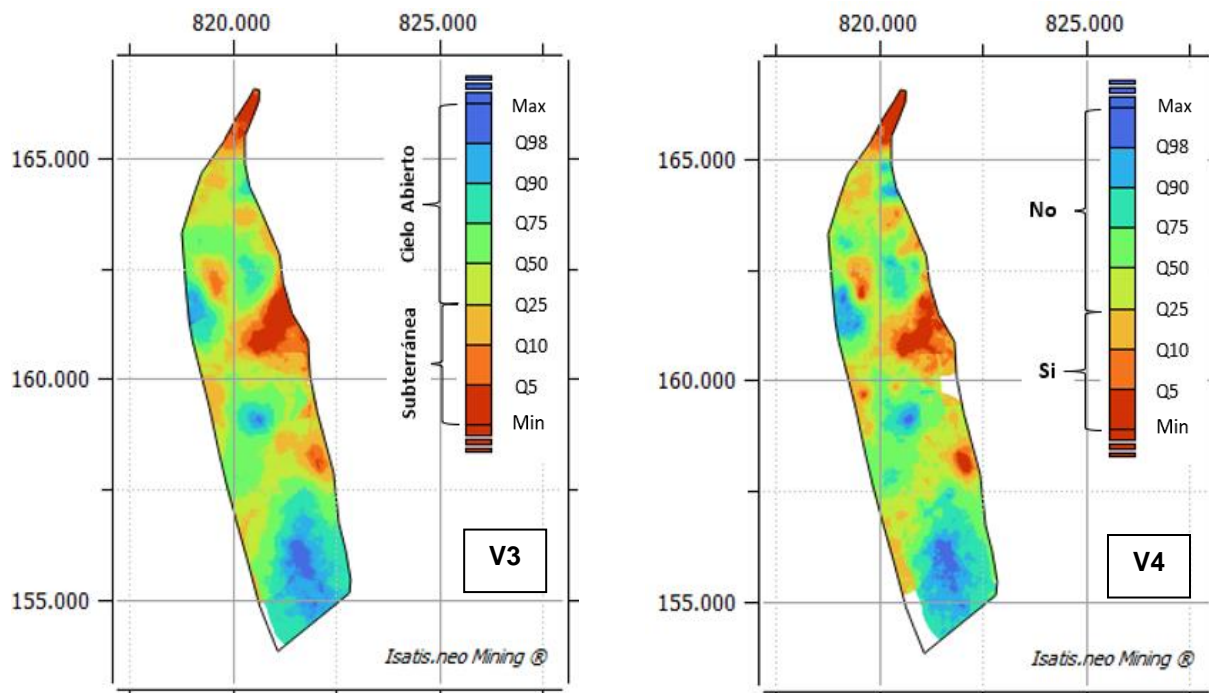 820.000
825.000
165.000
160.000
155.000
Cielo Abierto
Subterránea
Max
Q98
Q90
Q75
Q50
Q25
Q10
Q5
Min
V3
Isatis.neo Mining ®
820.000
825.000
165.000
160.000
155.000
No
Si
Max
Q98
Q90
Q75
Q50
Q25
Q10
Q5
Min
V4
Isatis.neo Mining ®